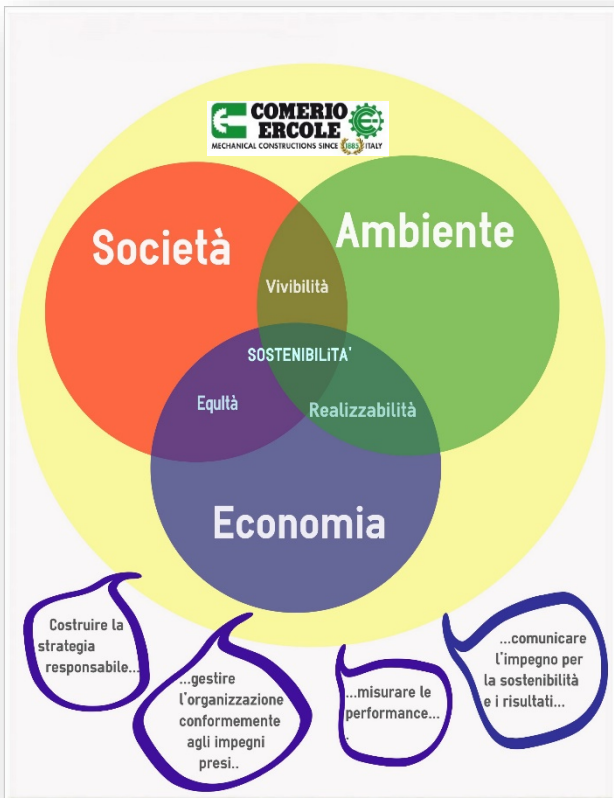 COMERIO
ERCOLE
MECHANICAL CONSTRUCTIONS SINCE 1885 ITALY
Società
Ambiente
Vivibilità
SOSTENIBILITA'
Equità
Realizzabilità
Economia
Costruire la
strategia
responsabile...
...gestire
l'organizzazione
conformemente
agli impegni
presi..
...misurare le
performance...
.
...comunicare
l'impegno per
la sostenibilità
e i risultati...